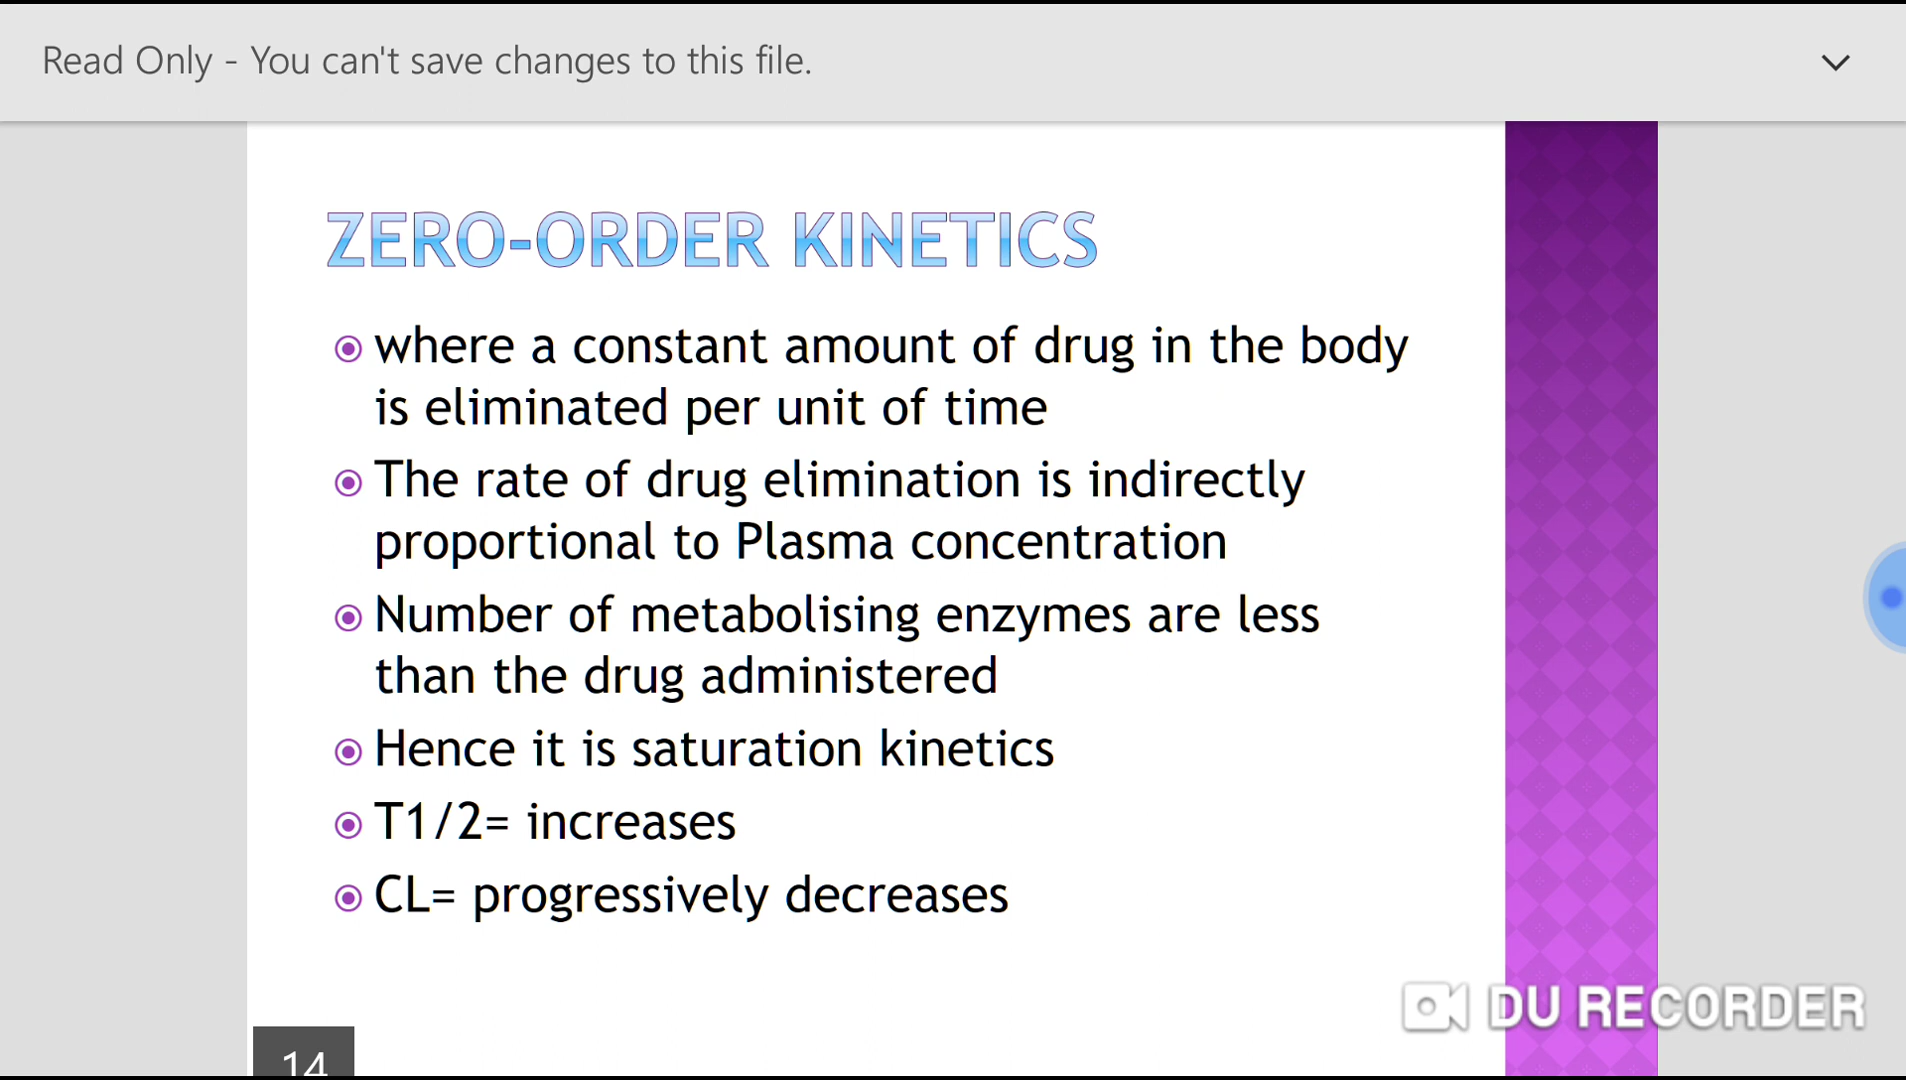 Read Only - You can't save changes to this file.
ZERO-ORDER KINETICS
where a constant amount of drug in the body
is eliminated per unit of time
The rate of drug elimination is indirectly
proportional to Plasma concentration
Number of metabolising enzymes are less
than the drug administered
Hence it is saturation kinetics
T1/2= increases
CL= progressively decreases
DU RECORDER
14